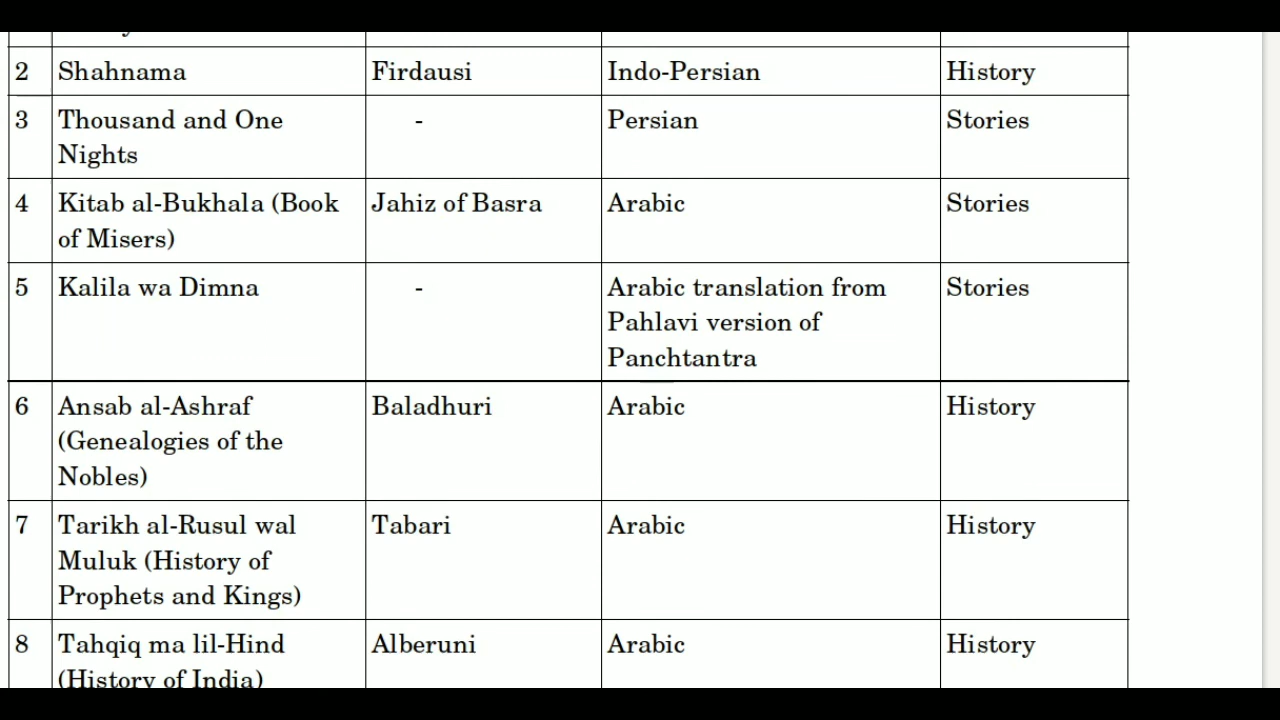 2 Shahnama Firdausi Indo-Persian History
3 Thousand and One - Persian Stories
Nights
4 Kitab al-Bukhala (Book Jahiz of Basra Arabic Stories
of Misers)
5 Kalila wa Dimna - Arabic translation from Stories
Pahlavi version of
Panchtantra
6 Ansab al-Ashraf Baladhuri Arabic History
(Genealogies of the
Nobles)
7 Tarikh al-Rusul wal Tabari Arabic History
Muluk (History of
Prophets and Kings)
8 Tahqiq ma lil-Hind Alberuni Arabic History
(History of India)